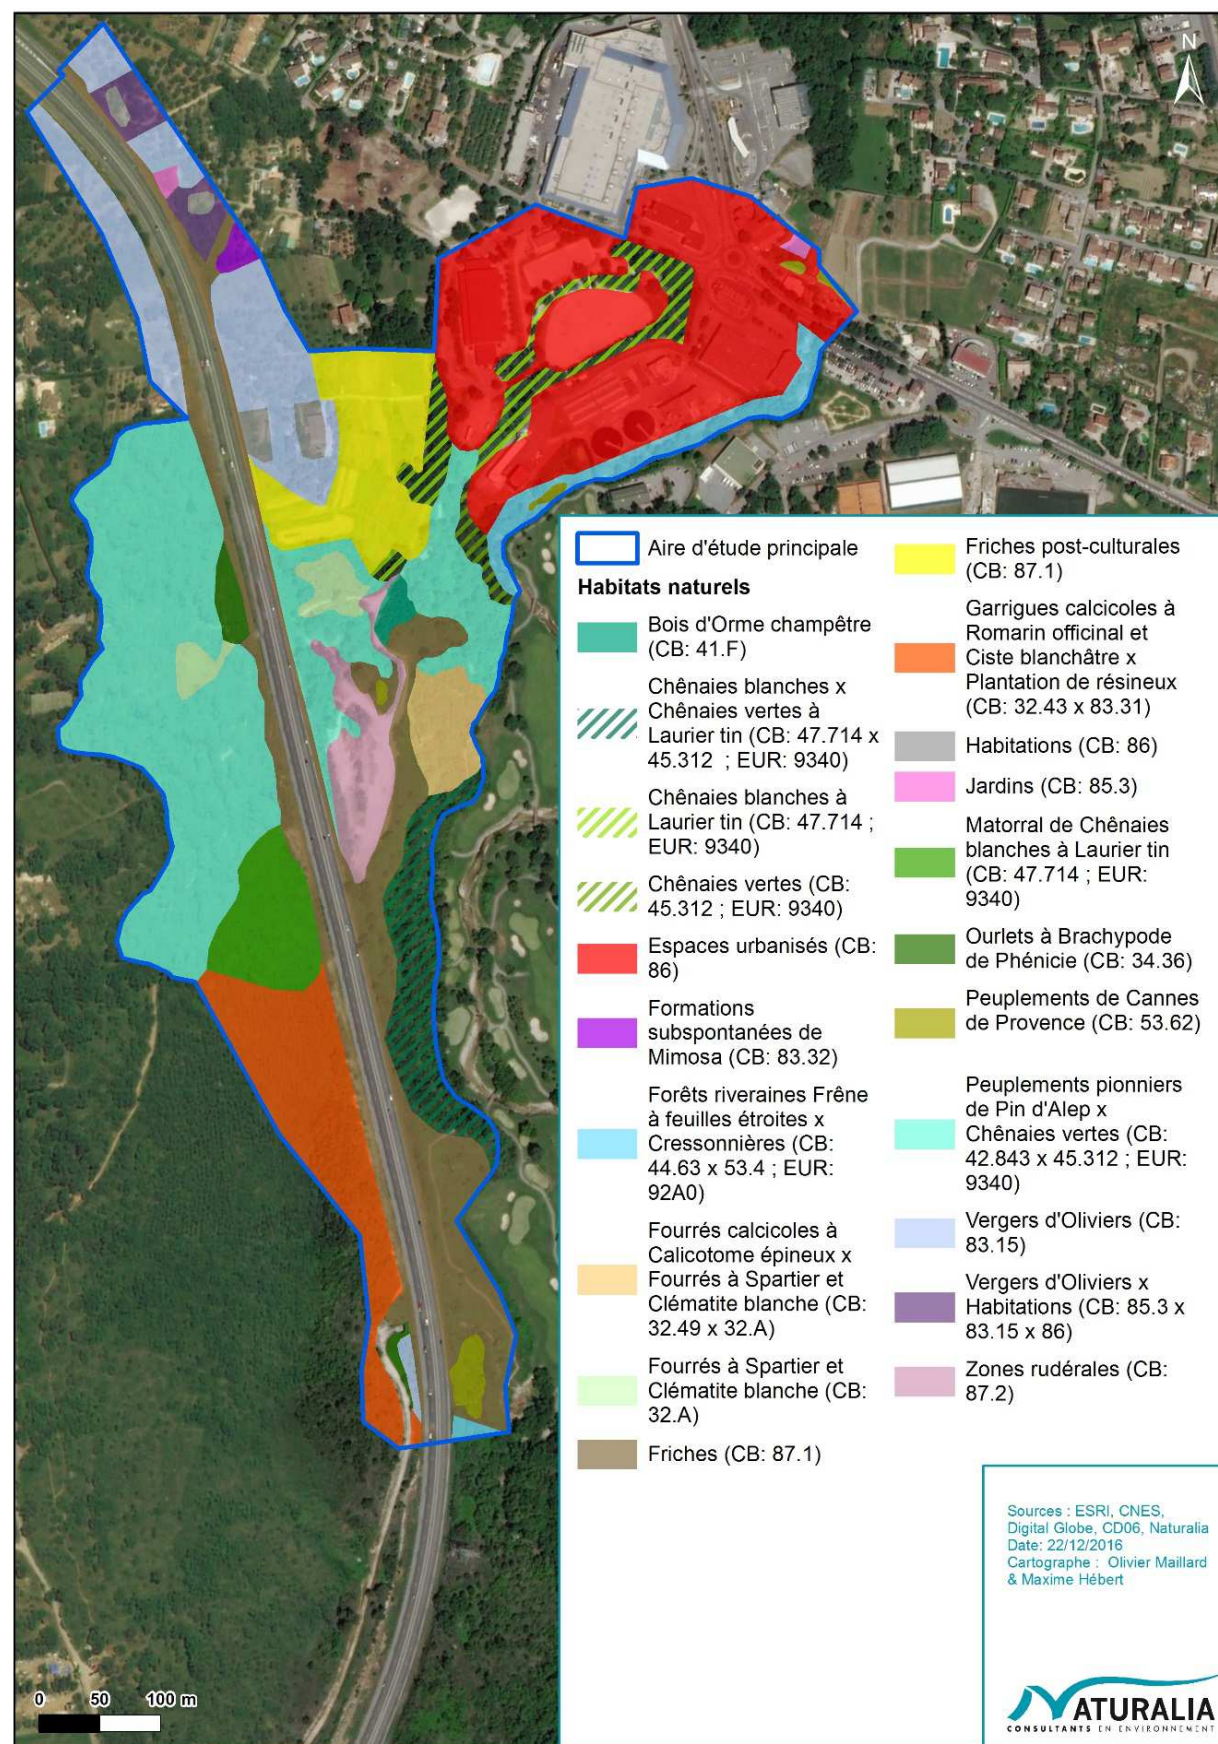 N
Aire d'étude principale
Habitats naturels
Bois d'Orme champêtre
(CB: 41.F)
Chênaies blanches x
Chênaies vertes à
Laurier tin (CB: 47.714 x
45.312 ; EUR: 9340)
Chênaies blanches à
Laurier tin (CB: 47.714 ;
EUR: 9340)
Chênaies vertes (CB:
45.312 ; EUR: 9340)
Espaces urbanisés (CB:
86)
Formations
subspontanées de
Mimosa (CB: 83.32)
Forêts riveraines Frêne
à feuilles étroites x
Cressonnières (CB:
44.63 x 53.4 ; EUR:
92A0)
Fourrés calcicoles à
Calicotome épineux x
Fourrés à Spartier et
Clématite blanche (CB:
32.49 x 32.A)
Fourrés à Spartier et
Clématite blanche (CB:
32.A)
Friches (CB: 87.1)
Friches post-culturales
(CB: 87.1)
Garrigues calcicoles à
Romarin officinal et
Ciste blanchâtre x
Plantation de résineux
(CB: 32.43 x 83.31)
Habitations (CB: 86)
Jardins (CB: 85.3)
Matorral de Chênaies
blanches à Laurier tin
(CB: 47.714 ; EUR:
9340)
Ourlets à Brachypode
de Phénicie (CB: 34.36)
Peuplements de Cannes
de Provence (CB: 53.62)
Peuplements pionniers
de Pin d'Alep x
Chênaies vertes (CB:
42.843 x 45.312 ; EUR:
9340)
Vergers d'Oliviers (CB:
83.15)
Vergers d'Oliviers x
Habitations (CB: 85.3 x
83.15 x 86)
Zones rudérales (CB:
87.2)
Sources : ESRI, CNES,
Digital Globe, CD06, Naturalia
Date: 22/12/2016
Cartographe : Olivier Maillard
& Maxime Hébert
NATURALIA
CONSULTANTS EN ENVIRONNEMENT
0 50 100 m